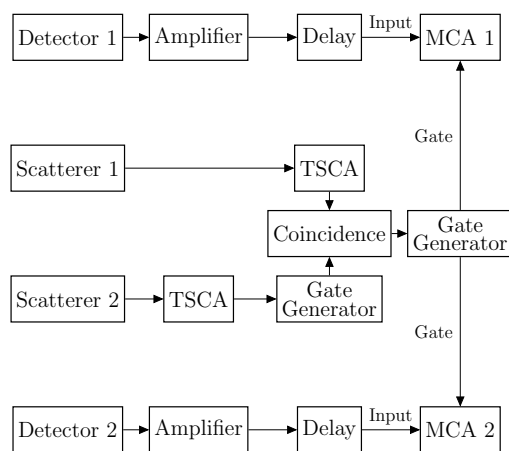 Detector 1 Amplifier Delay Input MCA 1
Gate
Scatterer 1 TSCA
Coincidence Gate
Generator
Scatterer 2 TSCA Gate
Generator
Gate
Detector 2 Amplifier Delay Input MCA 2